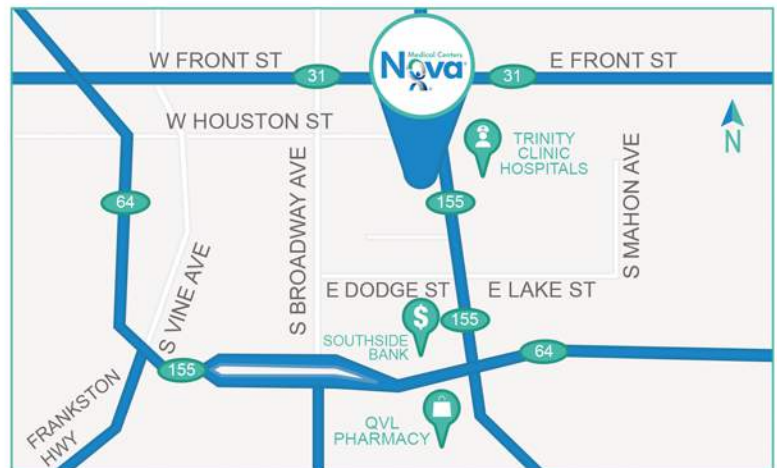 Medical Centers
Nova
W FRONT ST
E FRONT ST
31
31
W HOUSTON ST
N
TRINITY
CLINIC
HOSPITALS
S MAHON AVE
64
155
S BROADWAY AVE
S VINE AVE
E DODGE ST
E LAKE ST
$
155
SOUTHSIDE
BANK
64
155
FRANKSTON
HWY
QVL
PHARMACY